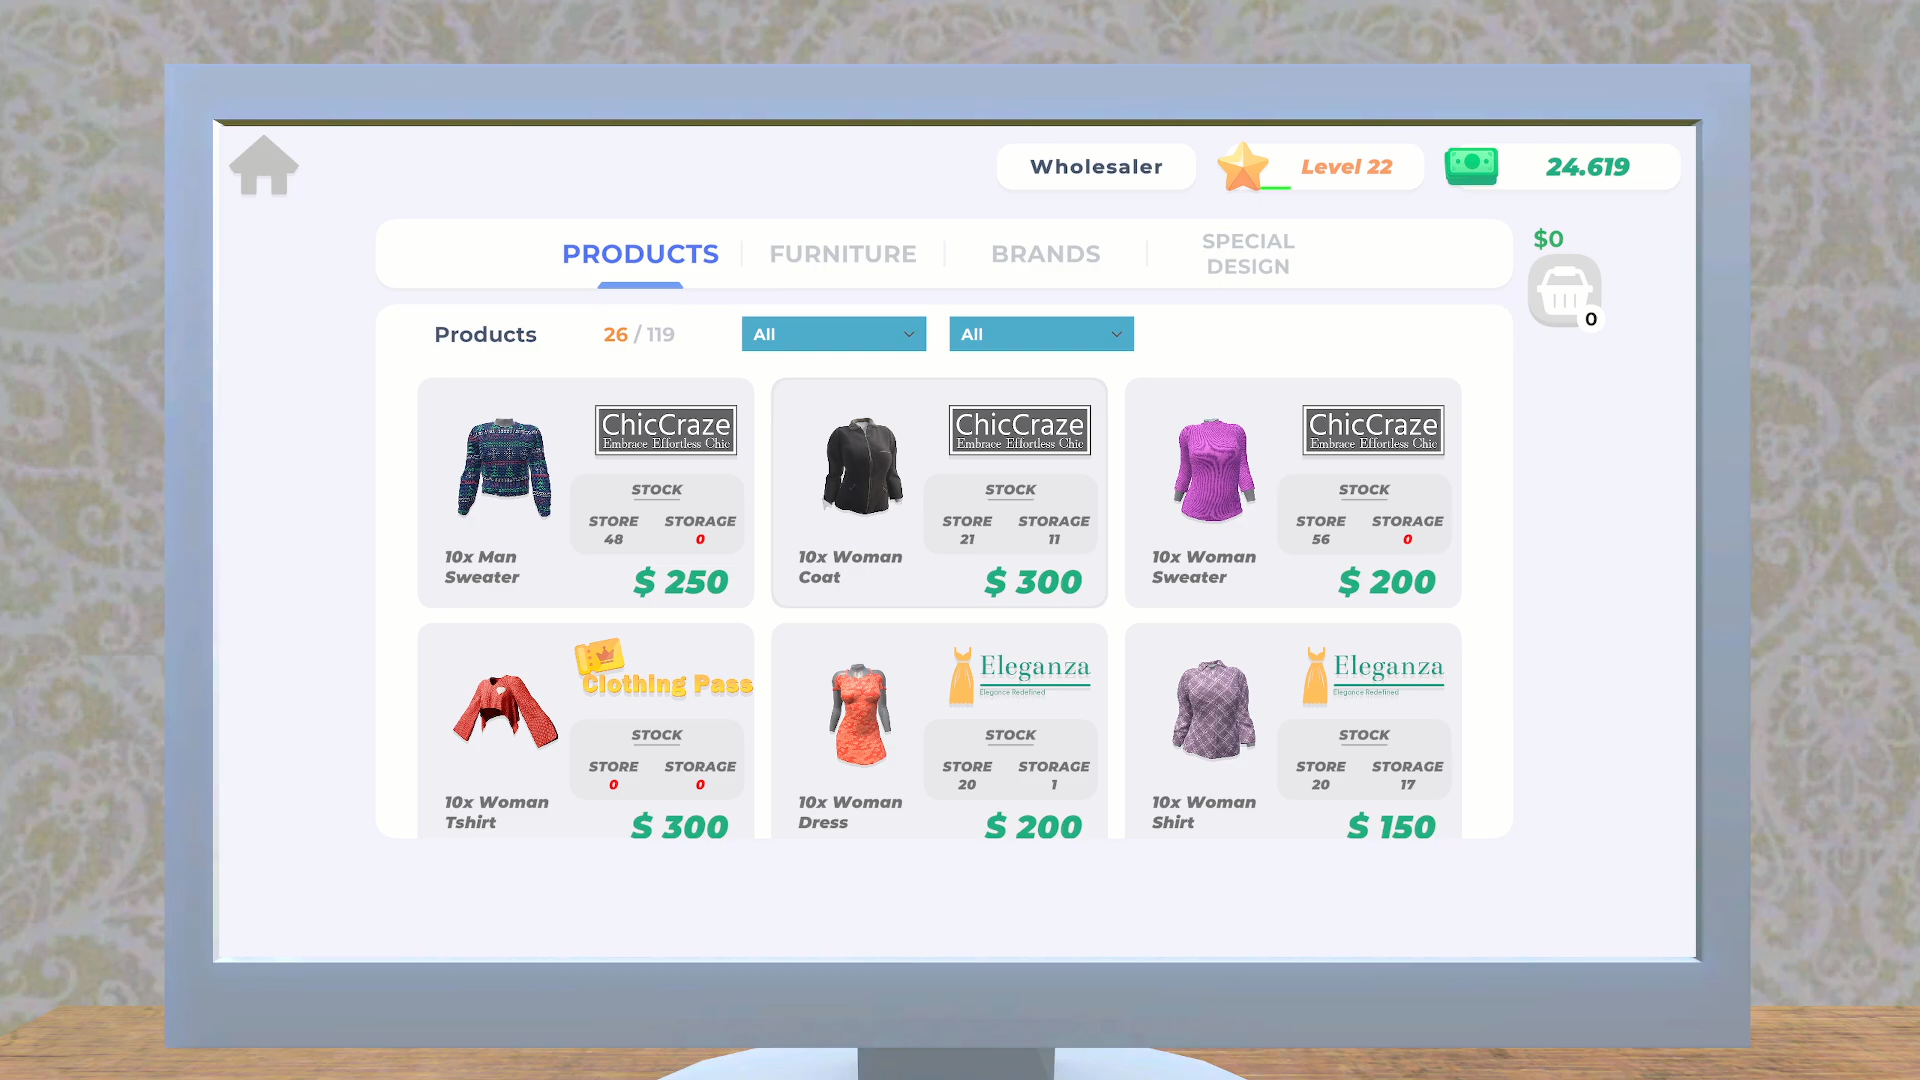 Wholesaler
Level 22
24.619
PRODUCTS
FURNITURE
BRANDS
SPECIAL
DESIGN
$0
0
Products
26 / 119
All
All
ChicCraze
Embrace Effortless Chic
STOCK
STORE STORAGE
48 0
10x Man
Sweater
$ 250
ChicCraze
Embrace Effortless Chic
STOCK
STORE STORAGE
21 11
10x Woman
Coat
$ 300
ChicCraze
Embrace Effortless Chic
STOCK
STORE STORAGE
56 0
10x Woman
Sweater
$ 200
Clothing Pass
STOCK
STORE STORAGE
0 0
10x Woman
Tshirt
$ 300
Eleganza
Elegance Redefined
STOCK
STORE STORAGE
20 1
10x Woman
Dress
$ 200
Eleganza
Elegance Redefined
STOCK
STORE STORAGE
20 17
10x Woman
Shirt
$ 150